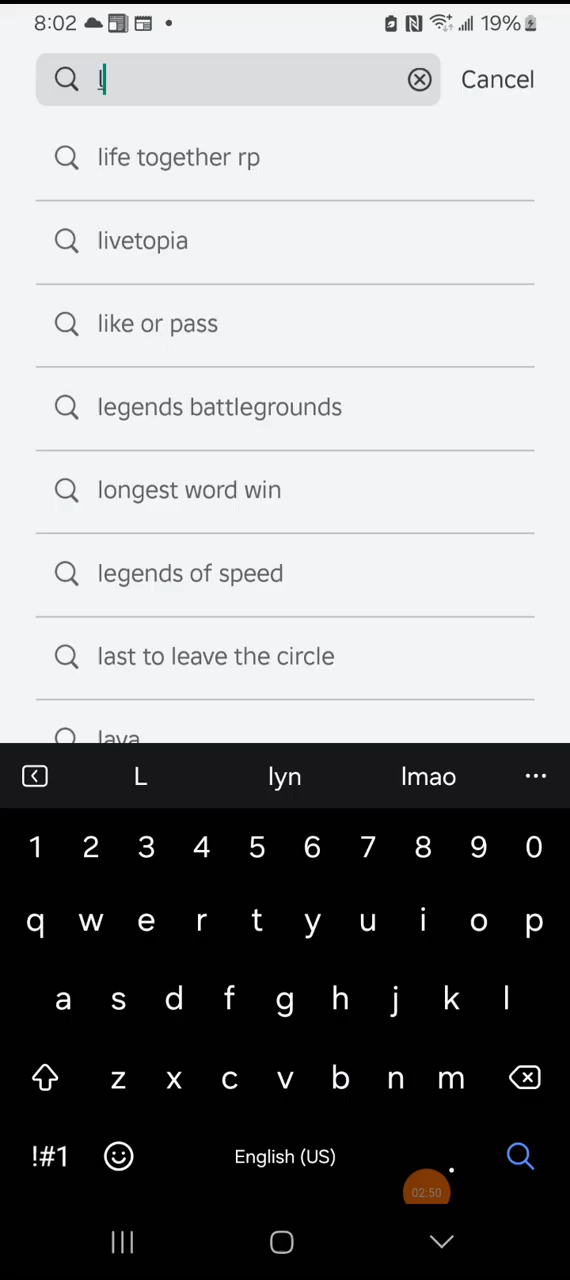 8:02 19%
l Cancel
life together rp
livetopia
like or pass
legends battlegrounds
longest word win
legends of speed
last to leave the circle
lava
L lyn lmao ...
1 2 3 4 5 6 7 8 9 0
q w e r t y u i o p
a s d f g h j k l
z x c v b n m
!#1 English (US) .
02:50